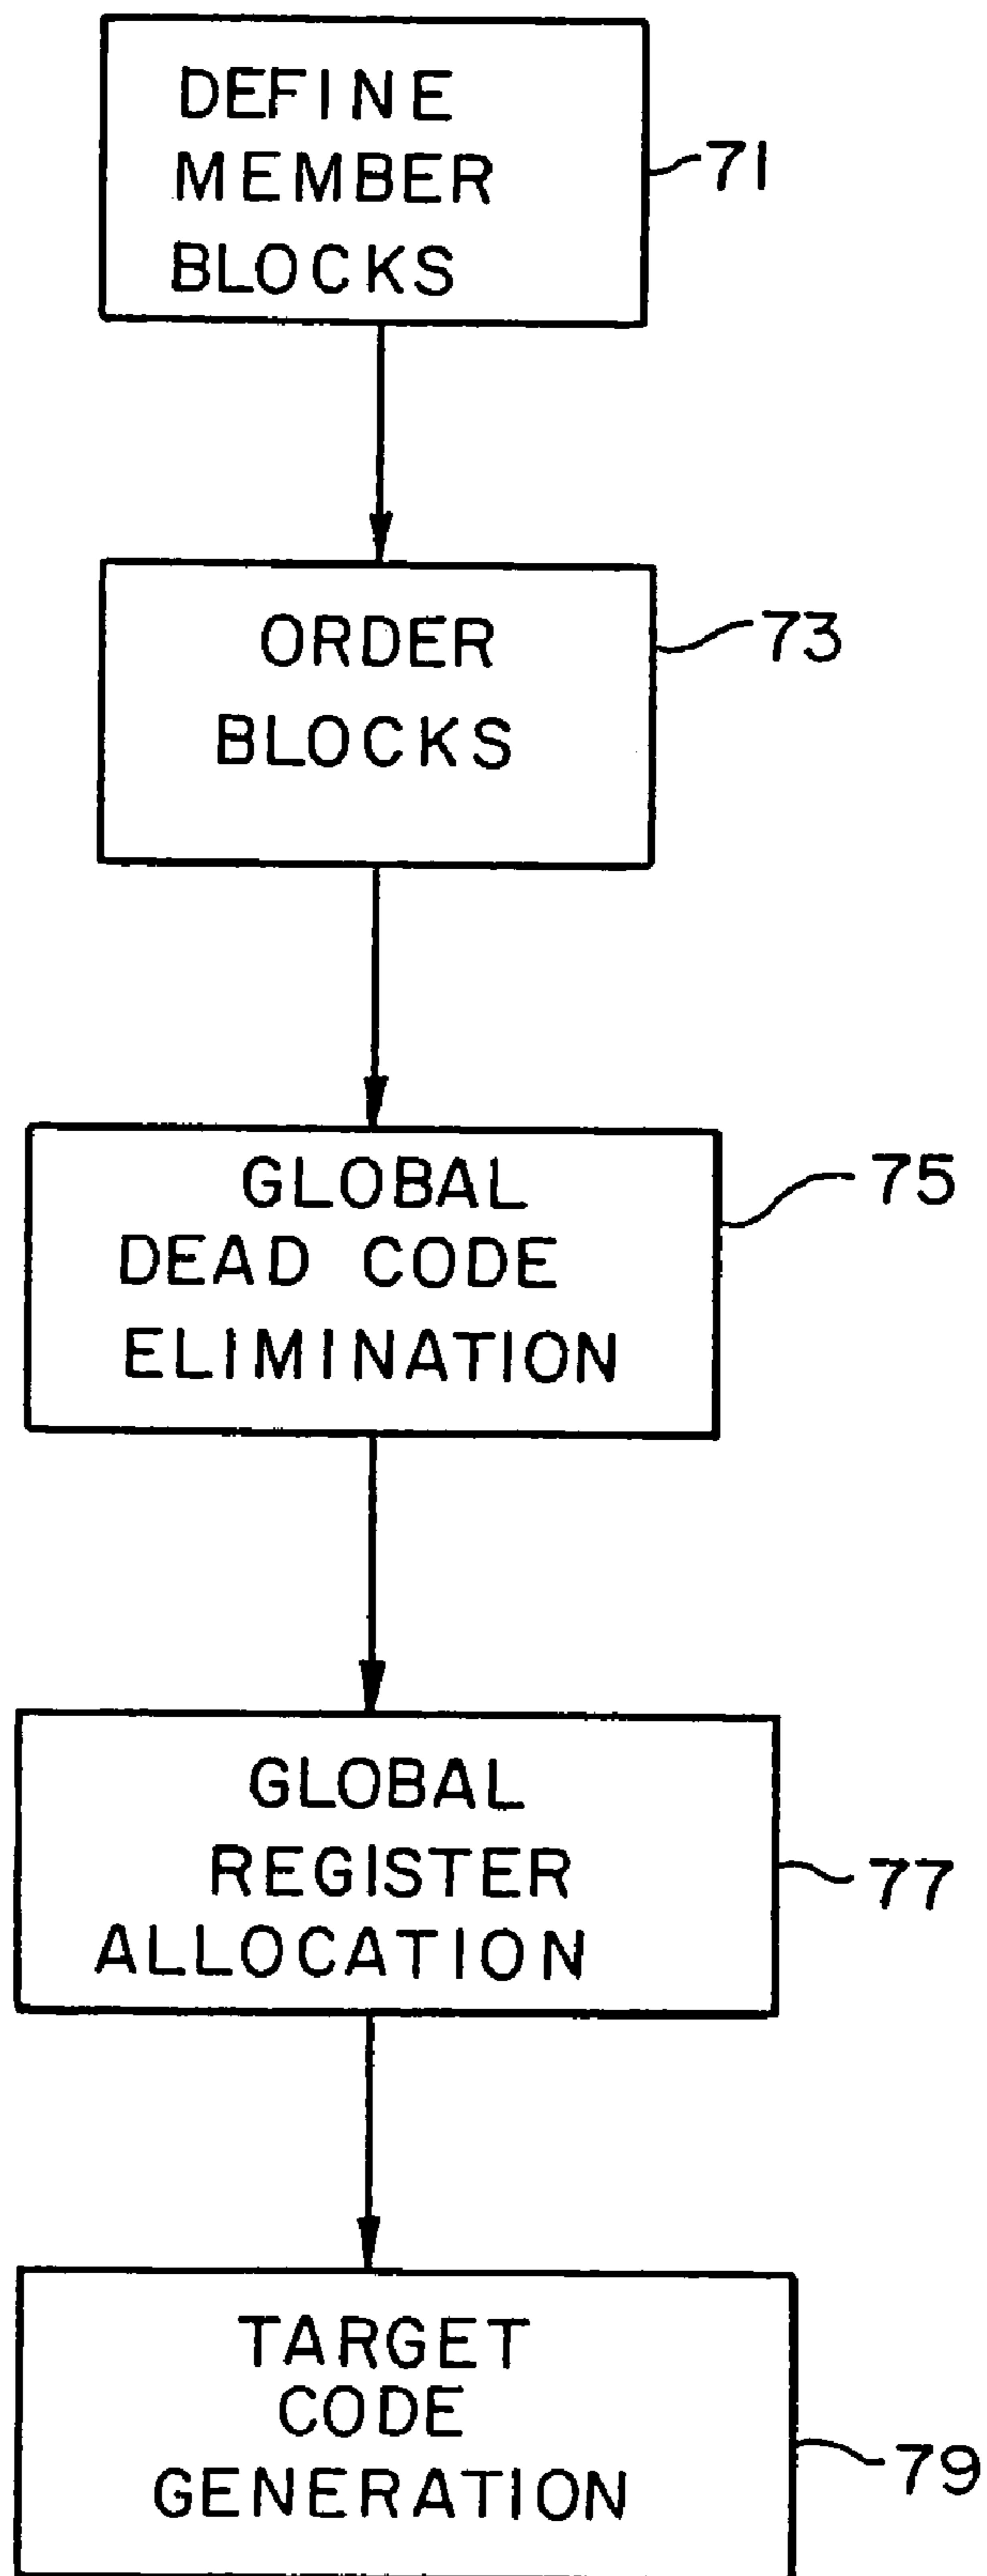 DEFINE
MEMBER
BLOCKS
71
ORDER
BLOCKS
73
GLOBAL
DEAD CODE
ELIMINATION
75
GLOBAL
REGISTER
ALLOCATION
77
TARGET
CODE
GENERATION
79